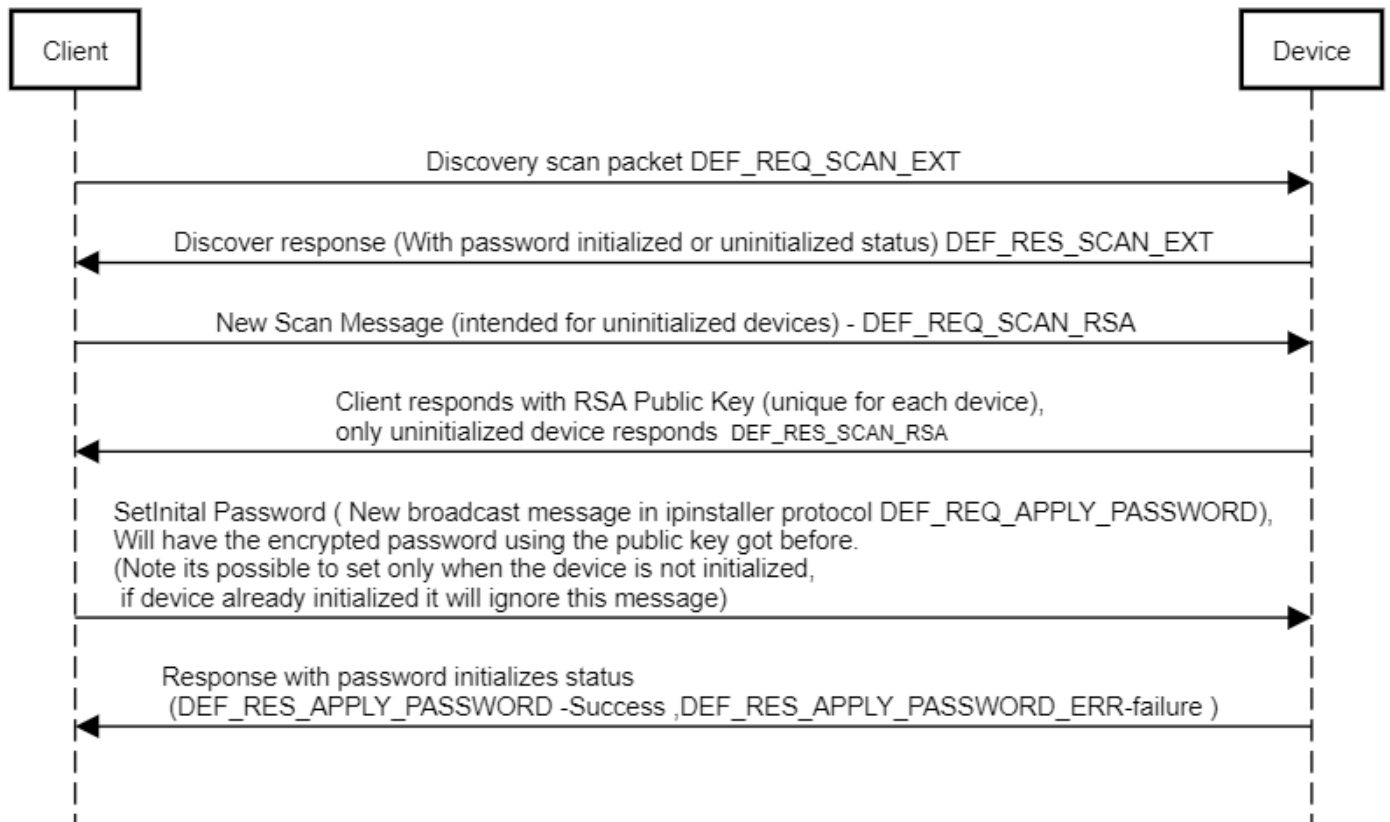 Client
Device
Discovery scan packet DEF_REQ_SCAN_EXT
Discover response (With password initialized or uninitialized status) DEF_RES_SCAN_EXT
New Scan Message (intended for uninitialized devices) - DEF_REQ_SCAN_RSA
Client responds with RSA Public Key (unique for each device),
only uninitialized device responds DEF_RES_SCAN_RSA
SetInital Password ( New broadcast message in ipinstaller protocol DEF_REQ_APPLY_PASSWORD),
Will have the encrypted password using the public key got before.
(Note its possible to set only when the device is not initialized,
if device already initialized it will ignore this message)
Response with password initializes status
(DEF_RES_APPLY_PASSWORD -Success ,DEF_RES_APPLY_PASSWORD_ERR-failure )